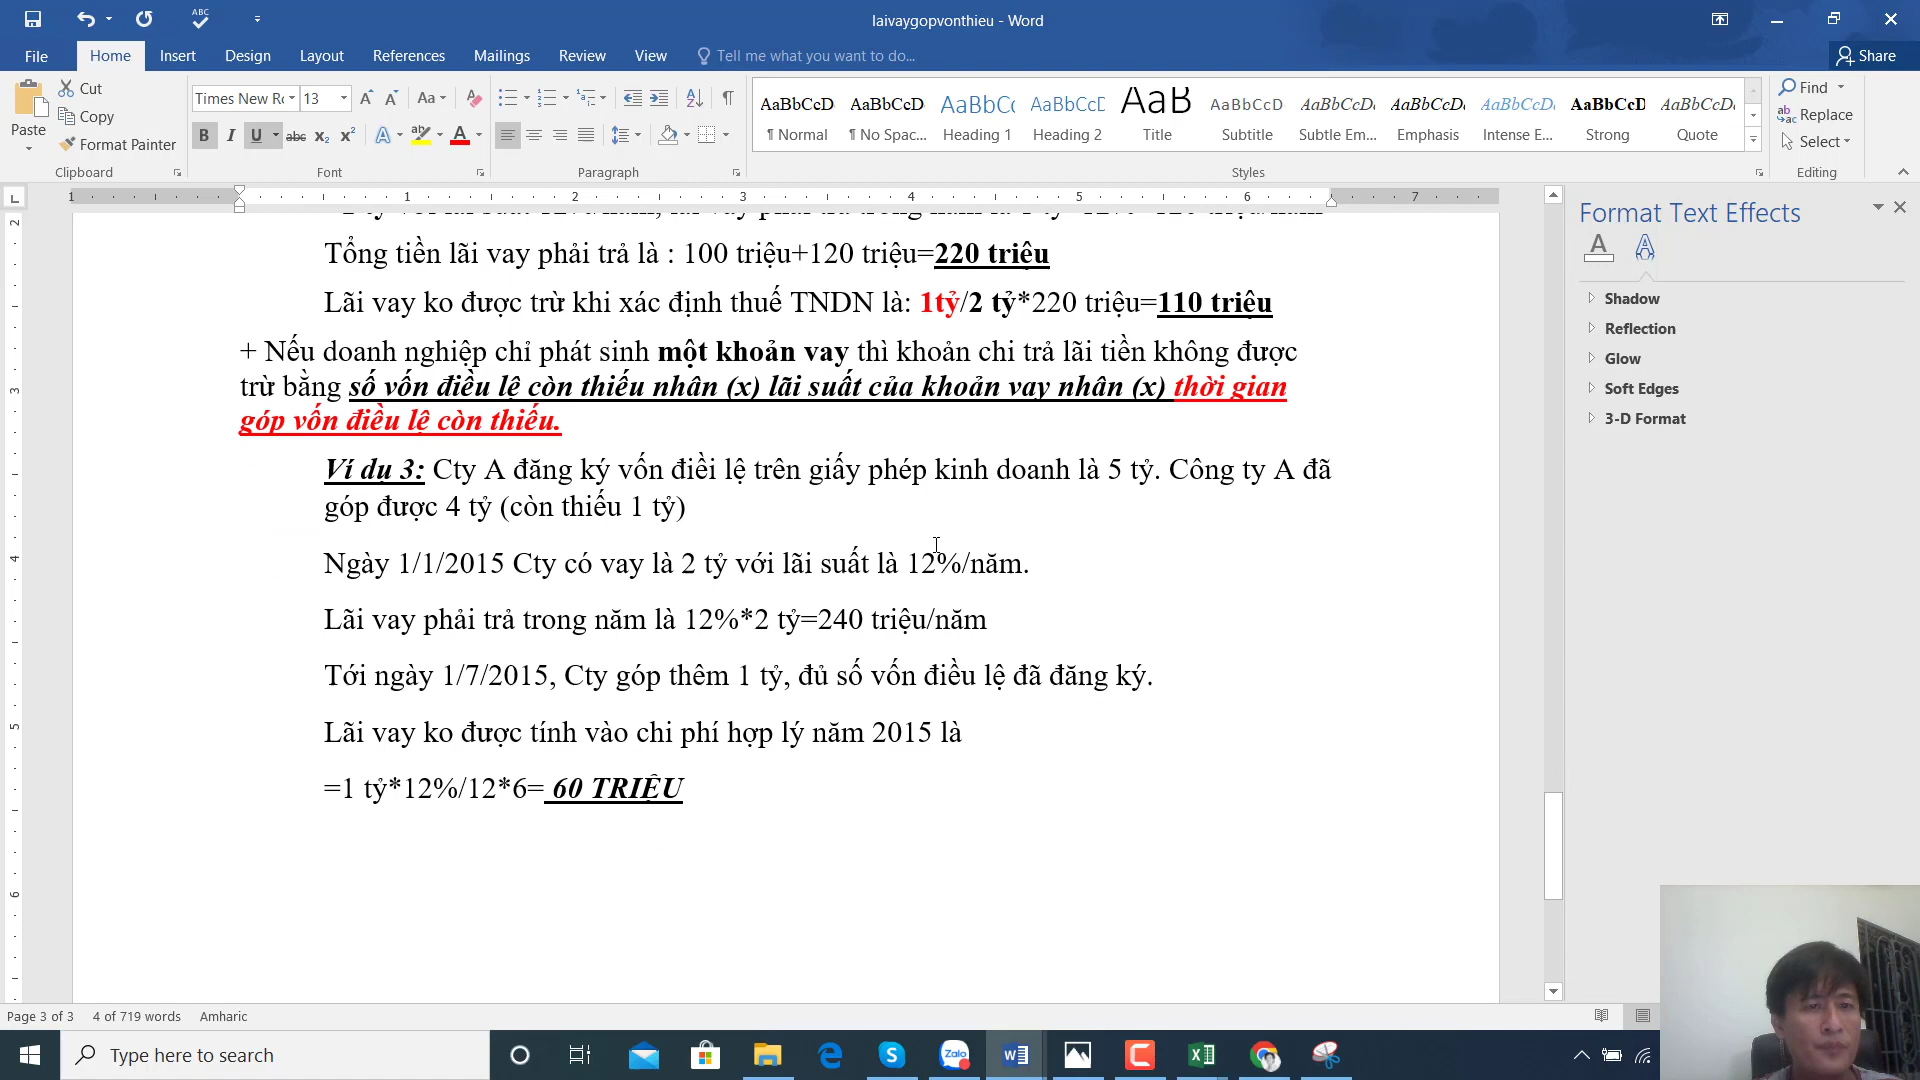 ABC
laivaygopvonthieu - Word
File
Home
Insert
Design
Layout
References
Mailings
Review
View
Tell me what you want to do...
Share
Paste
Cut
Copy
Format Painter
Clipboard
Times New Ro
13
Font
Paragraph
AaBbCcD AaBbCcD AaBbCc AaBbCcD AaB AaBbCcD AaBbCcD AaBbCcD AaBbCcD AaBbCcD AaBbCcD
¶ Normal ¶ No Spac... Heading 1 Heading 2 Title Subtitle Subtle Em... Emphasis Intense E... Strong Quote
Styles
Find
Replace
Select
Editing
1 1 2 3 4 5 6 7
Tổng tiền lãi vay phải trả là : 100 triệu+120 triệu=220 triệu
Lãi vay ko được trừ khi xác định thuế TNDN là: 1tỷ/2 tỷ*220 triệu=110 triệu
+ Nếu doanh nghiệp chỉ phát sinh một khoản vay thì khoản chi trả lãi tiền không được
trừ bằng số vốn điều lệ còn thiếu nhân (x) lãi suất của khoản vay nhân (x) thời gian
góp vốn điều lệ còn thiếu.
Ví du 3: Cty A đăng ký vốn điềi lệ trên giấy phép kinh doanh là 5 tỷ. Công ty A đã
góp được 4 tỷ (còn thiếu 1 tỷ)
Ngày 1/1/2015 Cty có vay là 2 tỷ với lãi suất là 12%/năm.
Lãi vay phải trả trong năm là 12%*2 tỷ=240 triệu/năm
Tới ngày 1/7/2015, Cty góp thêm 1 tỷ, đủ số vốn điều lệ đã đăng ký.
Lãi vay ko được tính vào chi phí hợp lý năm 2015 là
=1 tỷ*12%/12*6= 60 TRIỆU
Format Text Effects
Shadow
Reflection
Glow
Soft Edges
3-D Format
Page 3 of 3
4 of 719 words
Amharic
Type here to search
Zalo